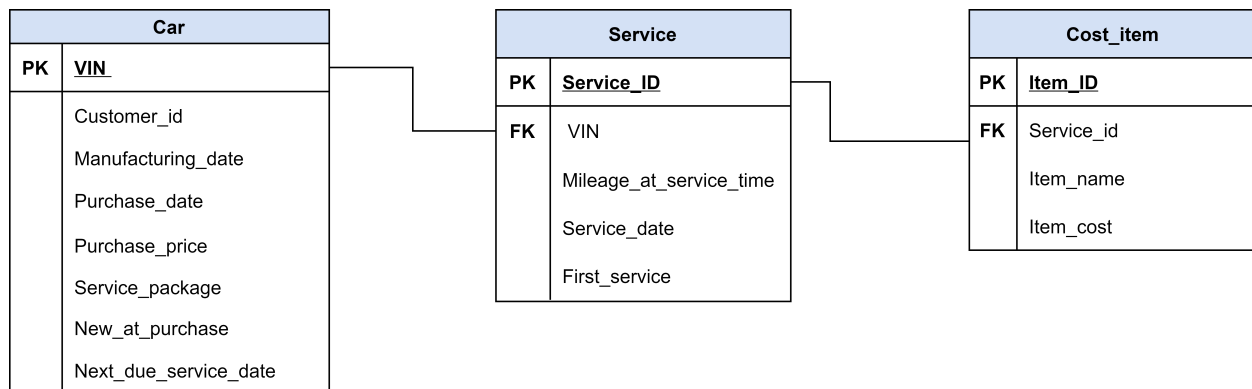 Car
PK VIN
Customer_id
Manufacturing_date
Purchase_date
Purchase_price
Service_package
New_at_purchase
Next_due_service_date
Service
PK Service_ID
FK VIN
Mileage_at_service_time
Service_date
First_service
Cost_item
PK Item_ID
FK Service_id
Item_name
Item_cost